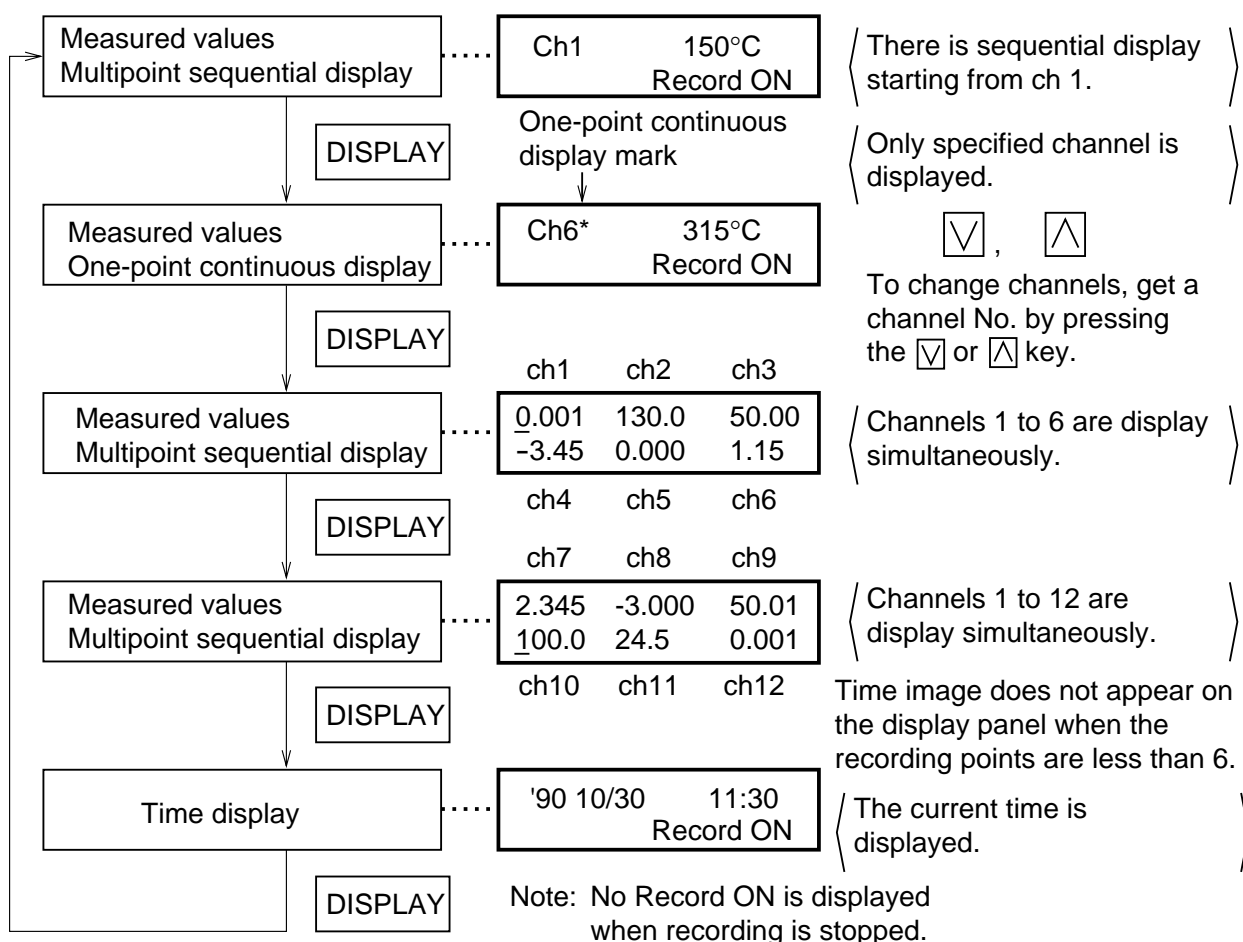 Measured values
Multipoint sequential display
Ch1 150°C
Record ON
There is sequential display
starting from ch 1.
DISPLAY
One-point continuous
display mark
Only specified channel is
displayed.
Measured values
One-point continuous display
Ch6* 315°C
Record ON
,
To change channels, get a
channel No. by pressing
the or key.
DISPLAY
ch1 ch2 ch3
Measured values
Multipoint sequential display
0.001 130.0 50.00
-3.45 0.000 1.15
Channels 1 to 6 are display
simultaneously.
ch4 ch5 ch6
DISPLAY
ch7 ch8 ch9
Measured values
Multipoint sequential display
2.345 -3.000 50.01
100.0 24.5 0.001
Channels 1 to 12 are
display simultaneously.
ch10 ch11 ch12
DISPLAY
Time image does not appear on
the display panel when the
recording points are less than 6.
Time display
'90 10/30 11:30
Record ON
The current time is
displayed.
DISPLAY
Note: No Record ON is displayed
when recording is stopped.